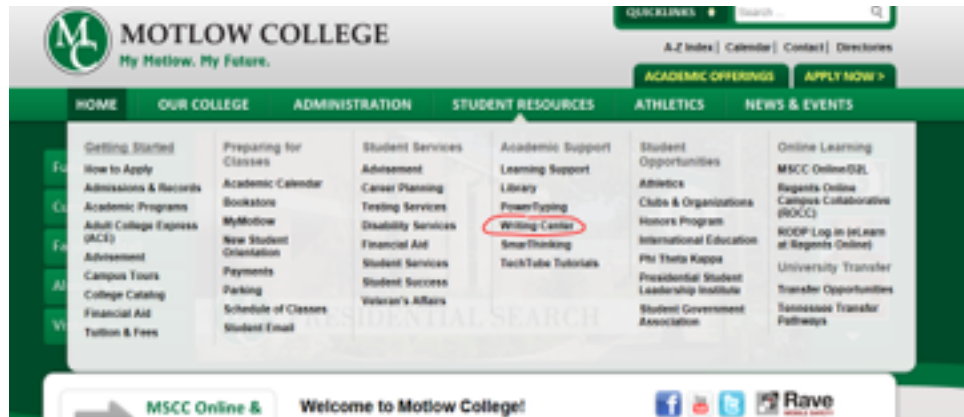 QUICKLINKS
Search ...
MC
MOTLOW COLLEGE
My Motlow. My Future.
A-Z Index | Calendar | Contact | Directories
ACADEMIC OFFERINGS
APPLY NOW >
HOME OUR COLLEGE ADMINISTRATION STUDENT RESOURCES ATHLETICS NEWS & EVENTS
Getting Started
How to Apply
Admissions & Records
Academic Programs
Adult College Express
(ACE)
Advisement
Campus Tours
College Catalog
Financial Aid
Tuition & Fees
Preparing for
Classes
Academic Calendar
Bookstore
MyMotlow
New Student
Orientation
Payments
Parking
Schedule of Classes
Student Email
Student Services
Advisement
Career Planning
Testing Services
Disability Services
Financial Aid
Student Services
Student Success
Veteran's Affairs
Academic Support
Learning Support
Library
PowerTyping
Writing Center
SmarThinking
TechTube Tutorials
Student
Opportunities
Athletics
Clubs & Organizations
Honors Program
International Education
Phi Theta Kappa
Presidential Student
Leadership Institute
Student Government
Association
Online Learning
MSCC Online/D2L
Regents Online
Campus Collaborative
(ROCC)
RODP Log in (eLearn
at Regents Online)
University Transfer
Transfer Opportunities
Tennessee Transfer
Pathways
PRESIDENTIAL SEARCH
MSCC Online &
Welcome to Motlow College!
Rave